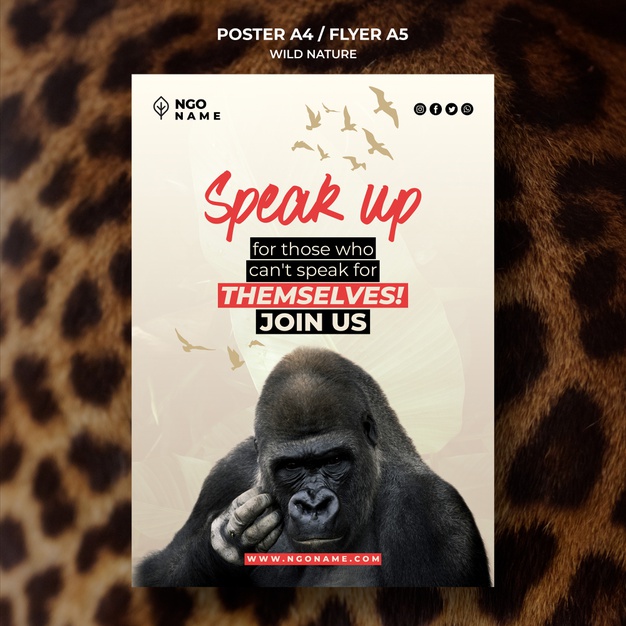 POSTER A4 / FLYER A5
WILD NATURE
NGO
NAME
Speak up
for those who
can't speak for
THEMSELVES!
JOIN US
WWW.NGONAME.COM